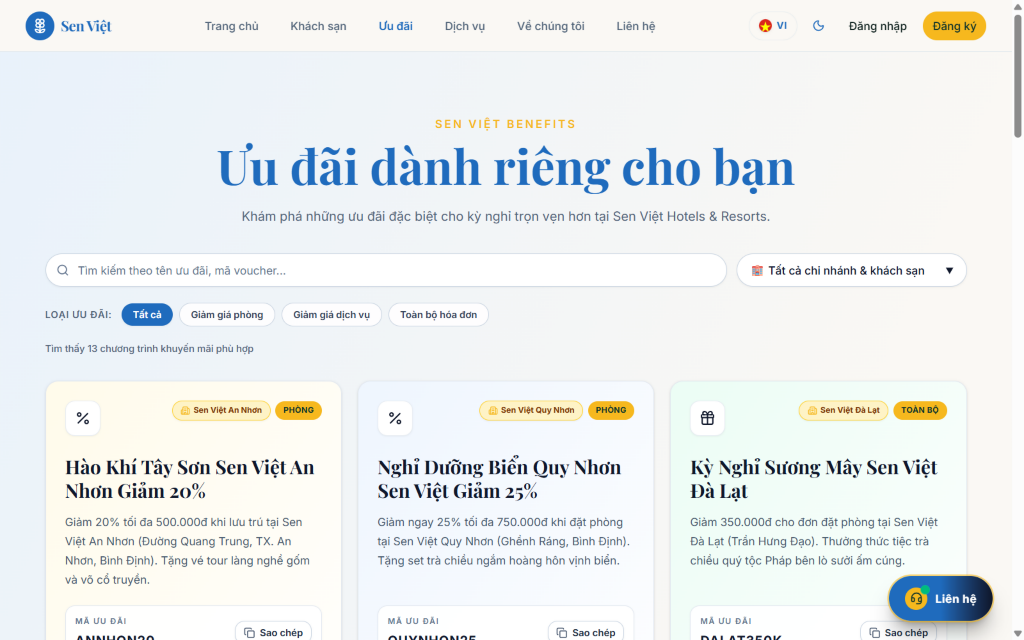 Sen Việt
Trang chủ
Khách sạn
Ưu đãi
Dịch vụ
Về chúng tôi
Liên hệ
VI
Đăng nhập
Đăng ký
SEN VIỆT BENEFITS
Ưu đãi dành riêng cho bạn
Khám phá những ưu đãi đặc biệt cho kỳ nghỉ trọn vẹn hơn tại Sen Việt Hotels & Resorts.
Tìm kiếm theo tên ưu đãi, mã voucher...
Tất cả chi nhánh & khách sạn
LOẠI ƯU ĐÃI:
Tất cả
Giảm giá phòng
Giảm giá dịch vụ
Toàn bộ hóa đơn
Tìm thấy 13 chương trình khuyến mãi phù hợp
Sen Việt An Nhơn
PHÒNG
Hào Khí Tây Sơn Sen Việt An
Nhơn Giảm 20%
Giảm 20% tối đa 500.000đ khi lưu trú tại Sen
Việt An Nhơn (Đường Quang Trung, TX. An
Nhơn, Bình Định). Tặng vé tour làng nghề gốm
và võ cổ truyền.
MÃ ƯU ĐÃI
ANNHON20
Sao chép
Sen Việt Quy Nhơn
PHÒNG
Nghỉ Dưỡng Biển Quy Nhơn
Sen Việt Giảm 25%
Giảm ngay 25% tối đa 750.000đ khi đặt phòng
tại Sen Việt Quy Nhơn (Ghềnh Ráng, Bình Định).
Tặng set trà chiều ngắm hoàng hôn vịnh biển.
MÃ ƯU ĐÃI
QUYNHON25
Sao chép
Sen Việt Đà Lạt
TOÀN BỘ
Kỳ Nghỉ Sương Mây Sen Việt
Đà Lạt
Giảm 350.000đ cho đơn đặt phòng tại Sen Việt
Đà Lạt (Trần Hưng Đạo). Thưởng thức tiệc trà
chiều quý tộc Pháp bên lò sưởi ấm cúng.
MÃ ƯU ĐÃI
DALAT350K
Sao chép
Liên hệ